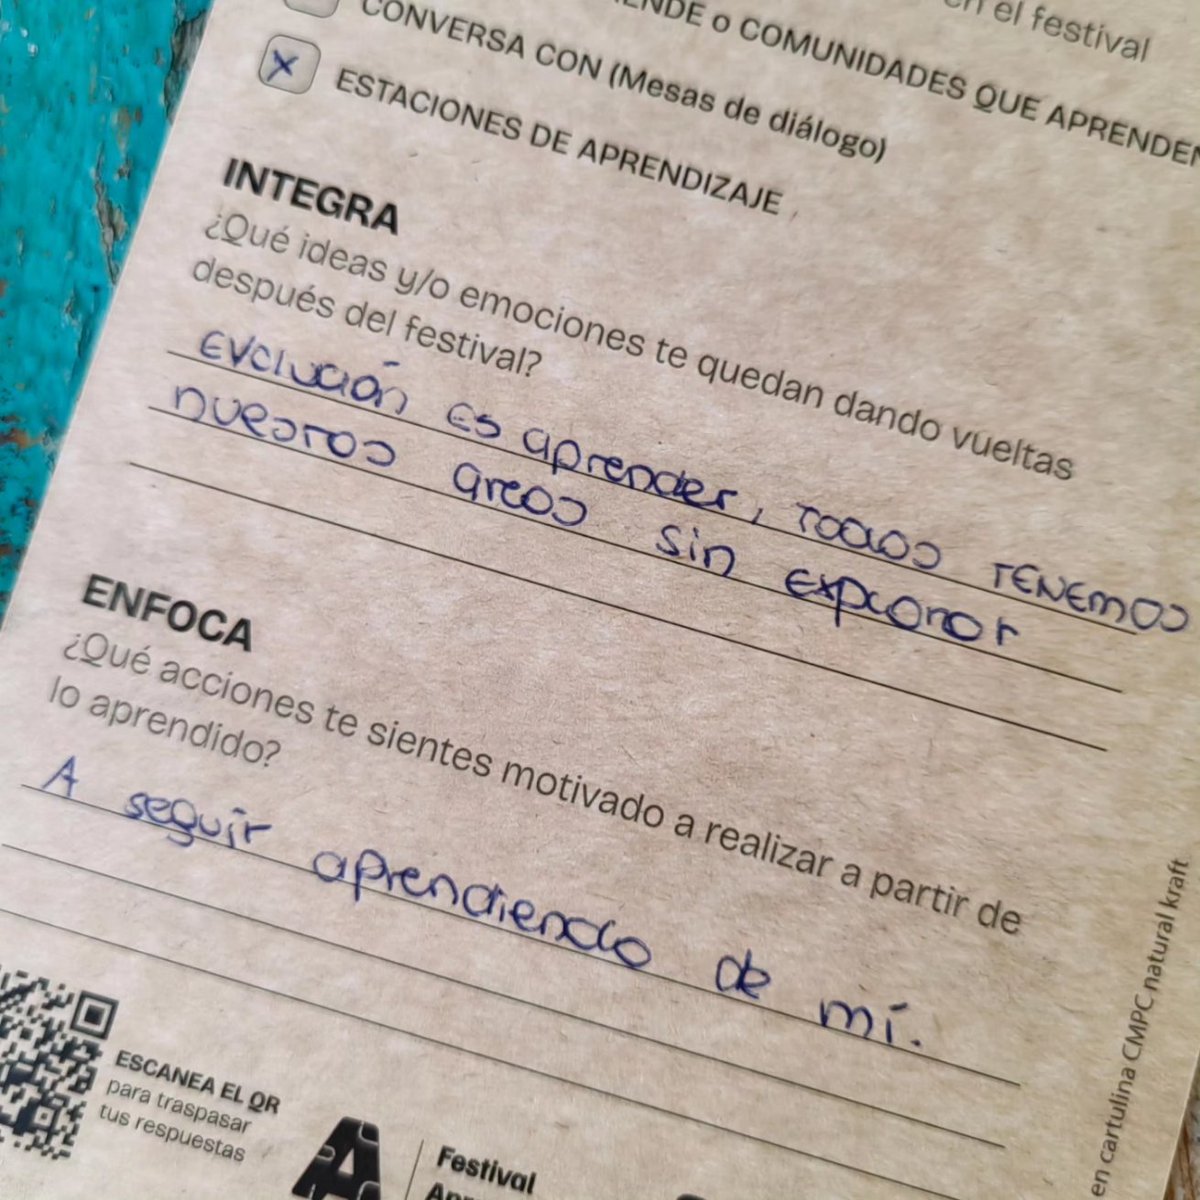 en el festival
ENDE o COMUNIDADES QUE APRENDEN
CONVERSA CON (Mesas de diálogo)
X ESTACIONES DE APRENDIZAJE
INTEGRA
¿Qué ideas y/o emociones te quedan dando vueltas
después del festival?
Evolución es aprender, todos tenemos
nuestros areas sin explorar
ENFOCA
¿Qué acciones te sientes motivado a realizar a partir de
lo aprendido?
A seguir aprendiendo de mí.
ESCANEA EL QR
para traspasar
tus respuestas
Festival
en cartulina CMPC natural kraft